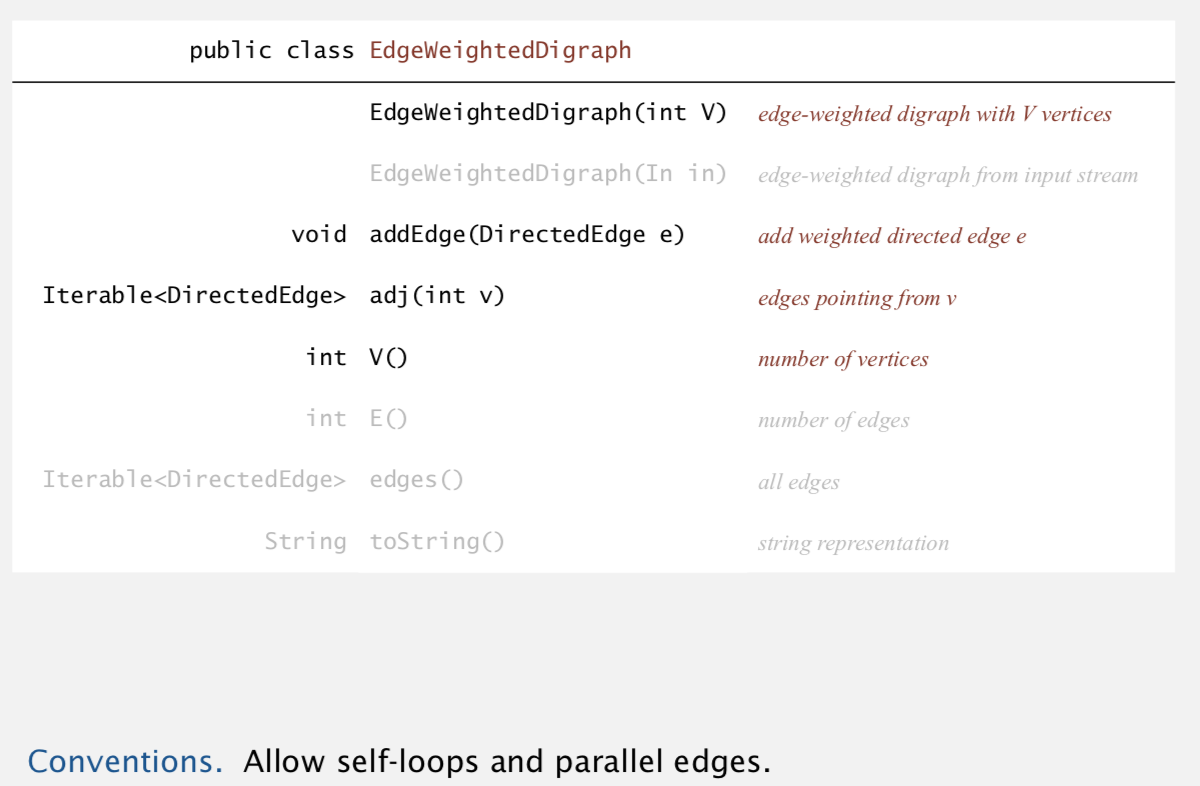 public class EdgeWeightedDigraph
EdgeWeightedDigraph(int V) edge-weighted digraph with V vertices
EdgeWeightedDigraph(In in) edge-weighted digraph from input stream
void addEdge(DirectedEdge e) add weighted directed edge e
Iterable<DirectedEdge> adj(int v) edges pointing from v
int V() number of vertices
int E() number of edges
Iterable<DirectedEdge> edges() all edges
String toString() string representation
Conventions. Allow self-loops and parallel edges.